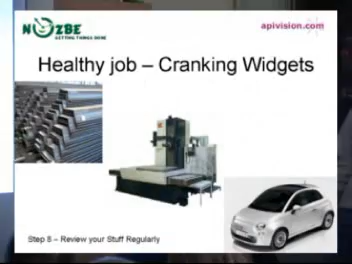 NOZBE
GETTING THINGS DONE
apivision.com
Healthy job – Cranking Widgets
Step 8 – Review your Stuff Regularly